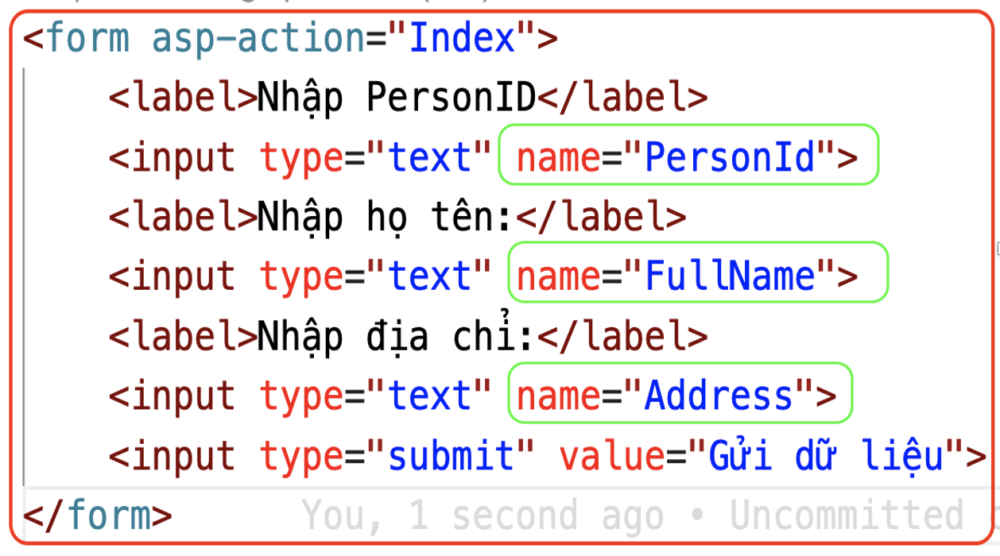 <form asp-action="Index">
<label>Nhập PersonID</label>
<input type="text" name="PersonId">
<label>Nhập họ tên:</label>
<input type="text" name="FullName">
<label>Nhập địa chỉ:</label>
<input type="text" name="Address">
<input type="submit" value="Gửi dữ liệu">
</form> You, 1 second ago • Uncommitted